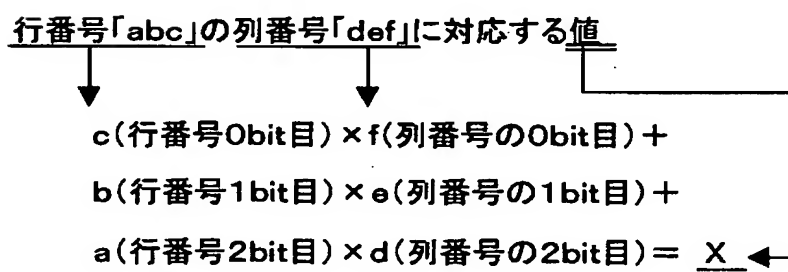 行番号「abc」の列番号「def」に対応する値
c(行番号0bit目)×f(列番号の0bit目)+
b(行番号1bit目)×e(列番号の1bit目)+
a(行番号2bit目)×d(列番号の2bit目)= X